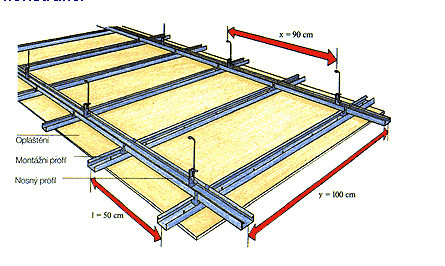 x = 90 cm
Opláštění
Montážní profil
Nosný profil
l = 50 cm
y = 100 cm